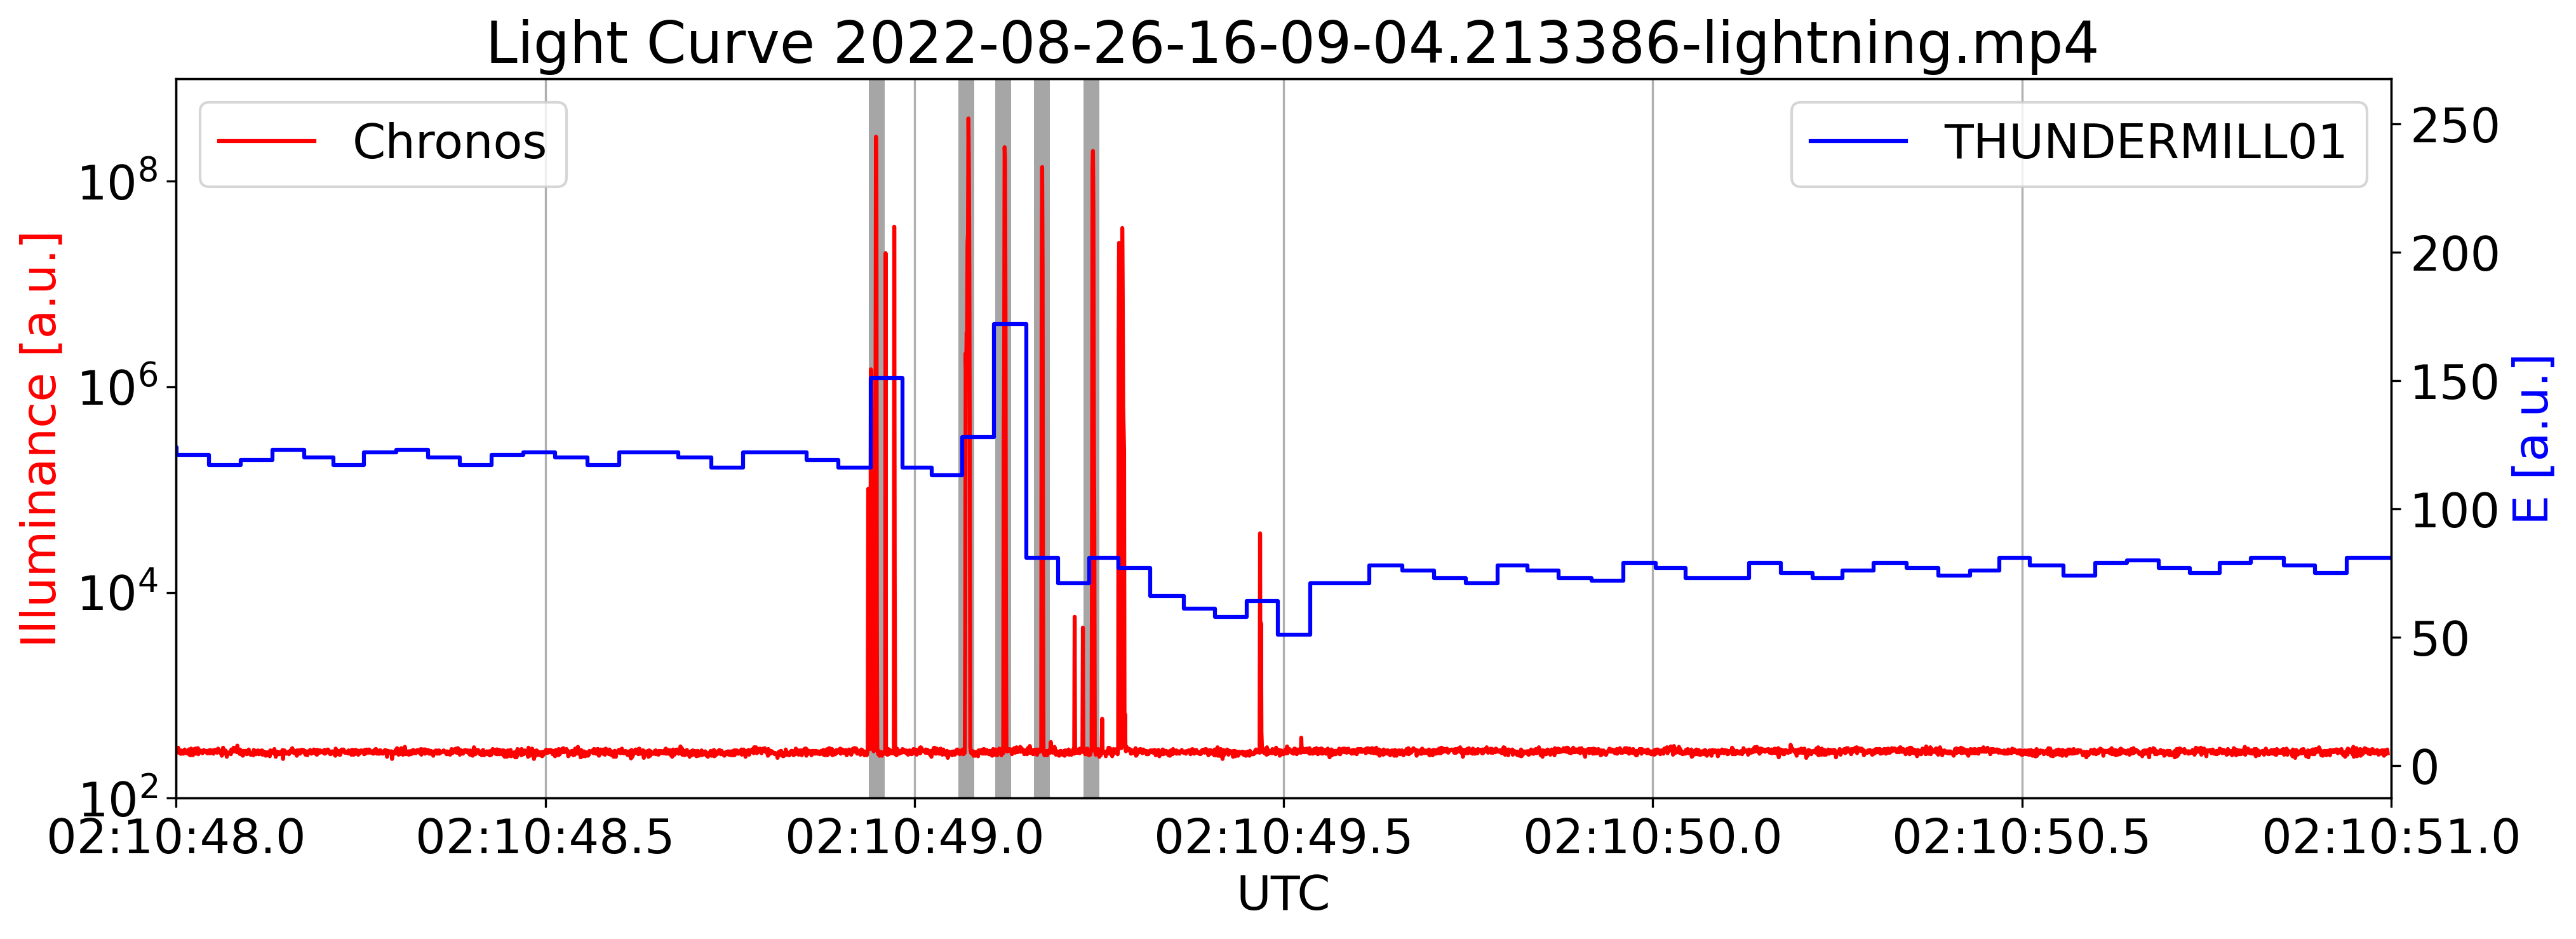 Light Curve 2022-08-26-16-09-04.213386-lightning.mp4
Chronos
THUNDERMILL01
Illuminance [a.u.]
10^8
10^6
10^4
10^2
250
200
150
100
50
0
E [a.u.]
02:10:48.0 02:10:48.5 02:10:49.0 02:10:49.5 02:10:50.0 02:10:50.5 02:10:51.0
UTC